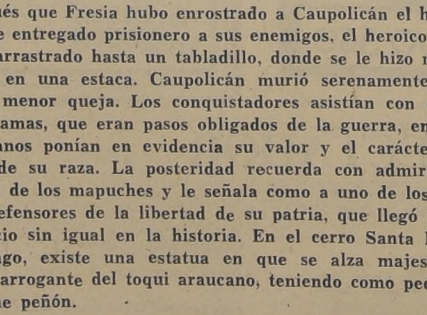 ués que Fresia hubo enrostrado a Caupolicán el h
e entregado prisionero a sus enemigos, el heroico
arrastrado hasta un tabladillo, donde se le hizo
en una estaca. Caupolicán murió serenamente
menor queja. Los conquistadores asistían con
amas, que eran pasos obligados de la guerra, en
anos ponían en evidencia su valor y el carácte
de su raza. La posteridad recuerda con admir
de los mapuches y le señala como a uno de los
efensores de la libertad de su patria, que llegó
cio sin igual en la historia. En el cerro Santa
ago, existe una estatua en que se alza majes
arrogante del toqui araucano, teniendo como pe
e peñón.